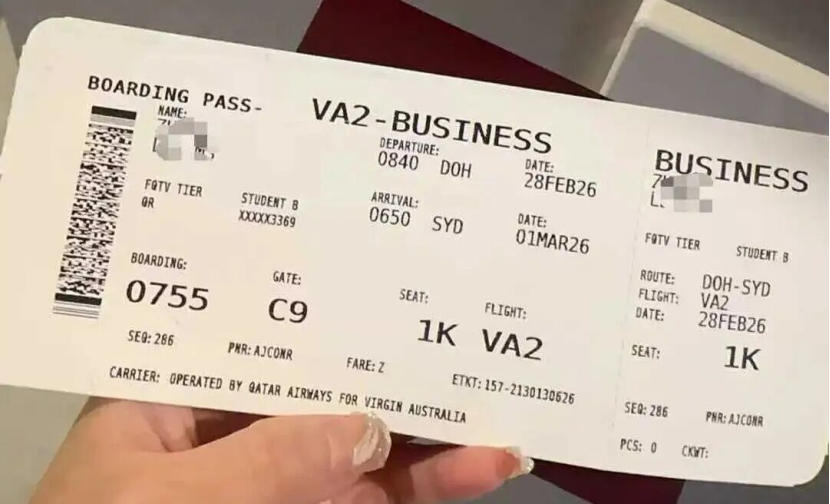 BOARDING PASS- VA2-BUSINESS
NAME:
DEPARTURE: DATE:
0840 DOH 28FEB26
FQTV TIER STUDENT B ARRIVAL: DATE:
QR XXXXX3369 0650 SYD 01MAR26
BOARDING: GATE: SEAT: FLIGHT:
0755 C9 1K VA2
SEQ: 286 PNR: AJCONR FARE: Z ETKT: 157-2130130626
CARRIER: OPERATED BY QATAR AIRWAYS FOR VIRGIN AUSTRALIA
BUSINESS
FQTV TIER STUDENT B
ROUTE: DOH-SYD
FLIGHT: VA2
DATE: 28FEB26
SEAT: 1K
SEQ: 286 PNR: AJCONR
PCS: 0 CKWT: